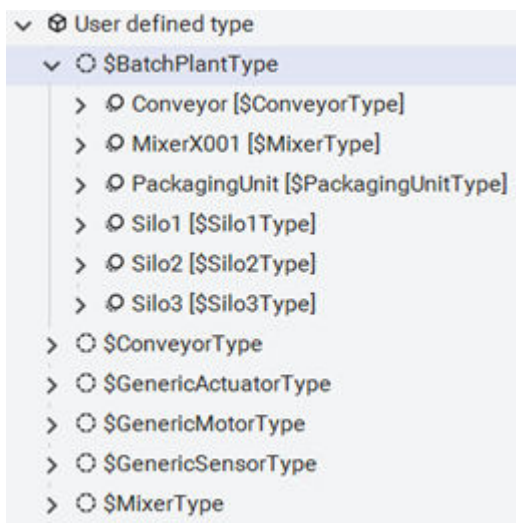 User defined type
$BatchPlantType
Conveyor [$ConveyorType]
MixerX001 [$MixerType]
PackagingUnit [$PackagingUnitType]
Silo1 [$Silo1Type]
Silo2 [$Silo2Type]
Silo3 [$Silo3Type]
$ConveyorType
$GenericActuatorType
$GenericMotorType
$GenericSensorType
$MixerType